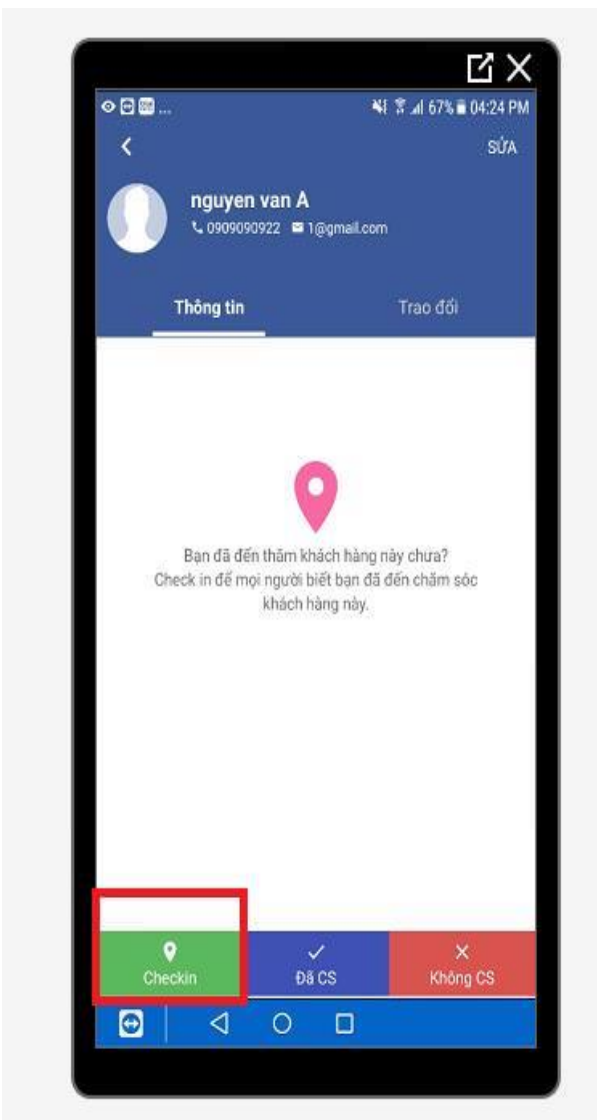 ... 67% 04:24 PM
SỬA
nguyen van A
0909090922 1@gmail.com
Thông tin Trao đổi
Bạn đã đến thăm khách hàng này chưa?
Check in để mọi người biết bạn đã đến chăm sóc
khách hàng này.
Checkin Đã CS Không CS